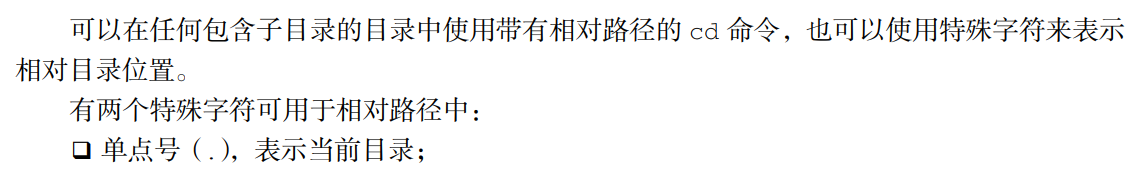 可以在任何包含子目录的目录中使用带有相对路径的 cd 命令，也可以使用特殊字符来表示
相对目录位置。
有两个特殊字符可用于相对路径中：
❑ 单点号（.），表示当前目录；